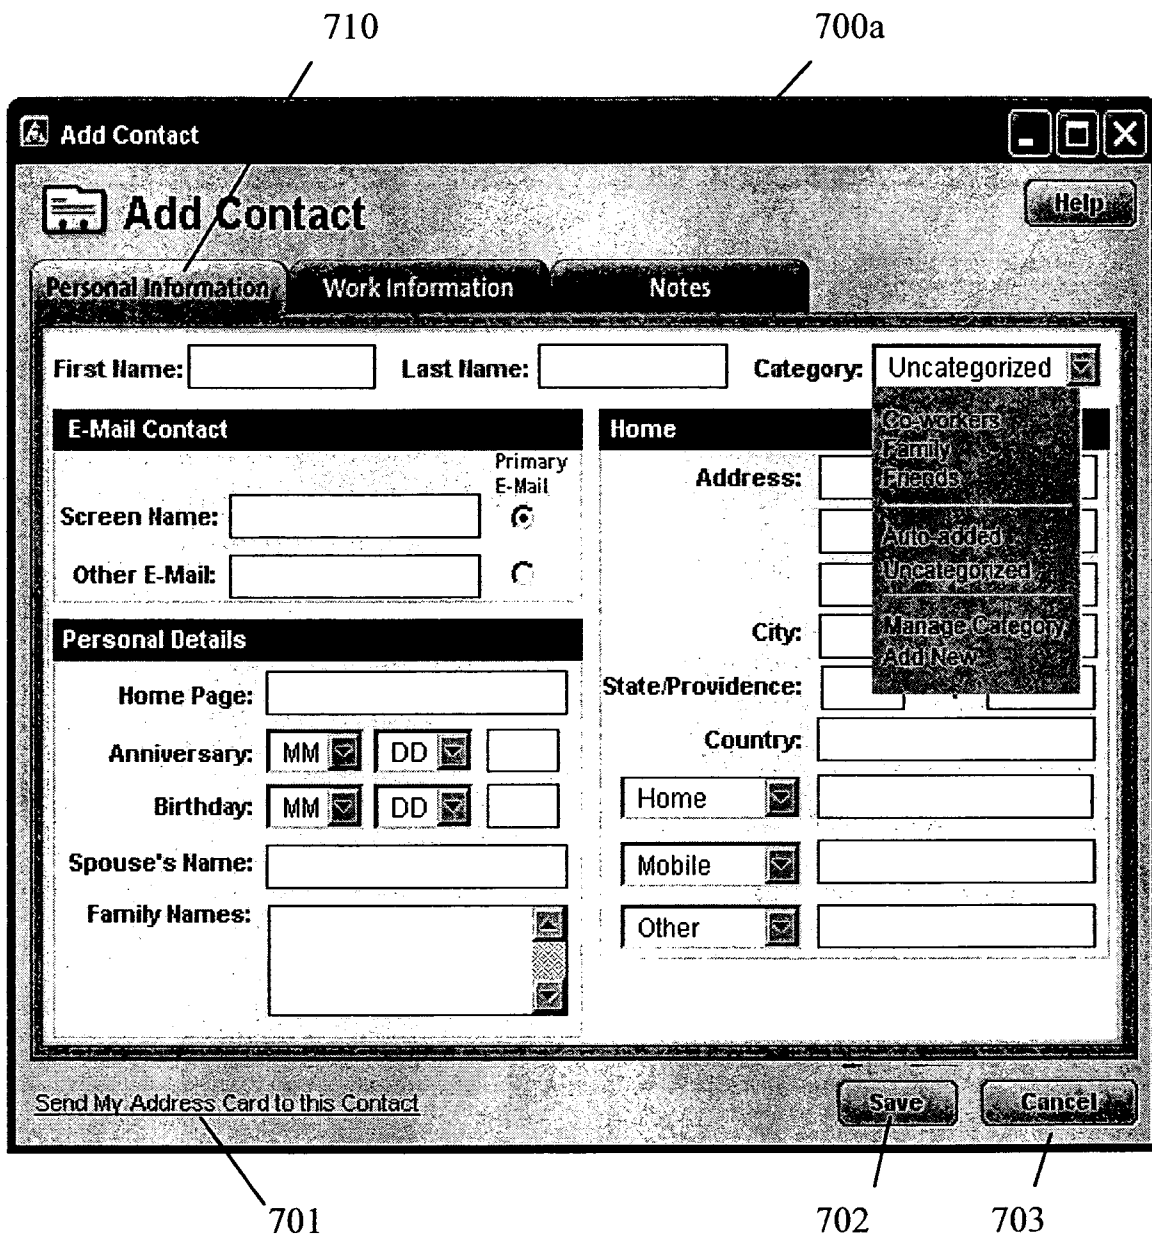 710
700a
Add Contact
Add Contact
Help
Personal Information
Work Information
Notes
First Name:
Last Name:
Category:
Uncategorized
E-Mail Contact
Home
Co-workers
Family
Friends
Auto-added
Uncategorized
Manage Category
Add New
Primary
E-Mail
Address:
Screen Name:
Other E-Mail:
City:
Personal Details
State/Providence:
Home Page:
Country:
Anniversary:
MM
DD
Birthday:
MM
DD
Home
Spouse's Name:
Mobile
Family Names:
Other
Send My Address Card to this Contact
Save
Cancel
701
702
703